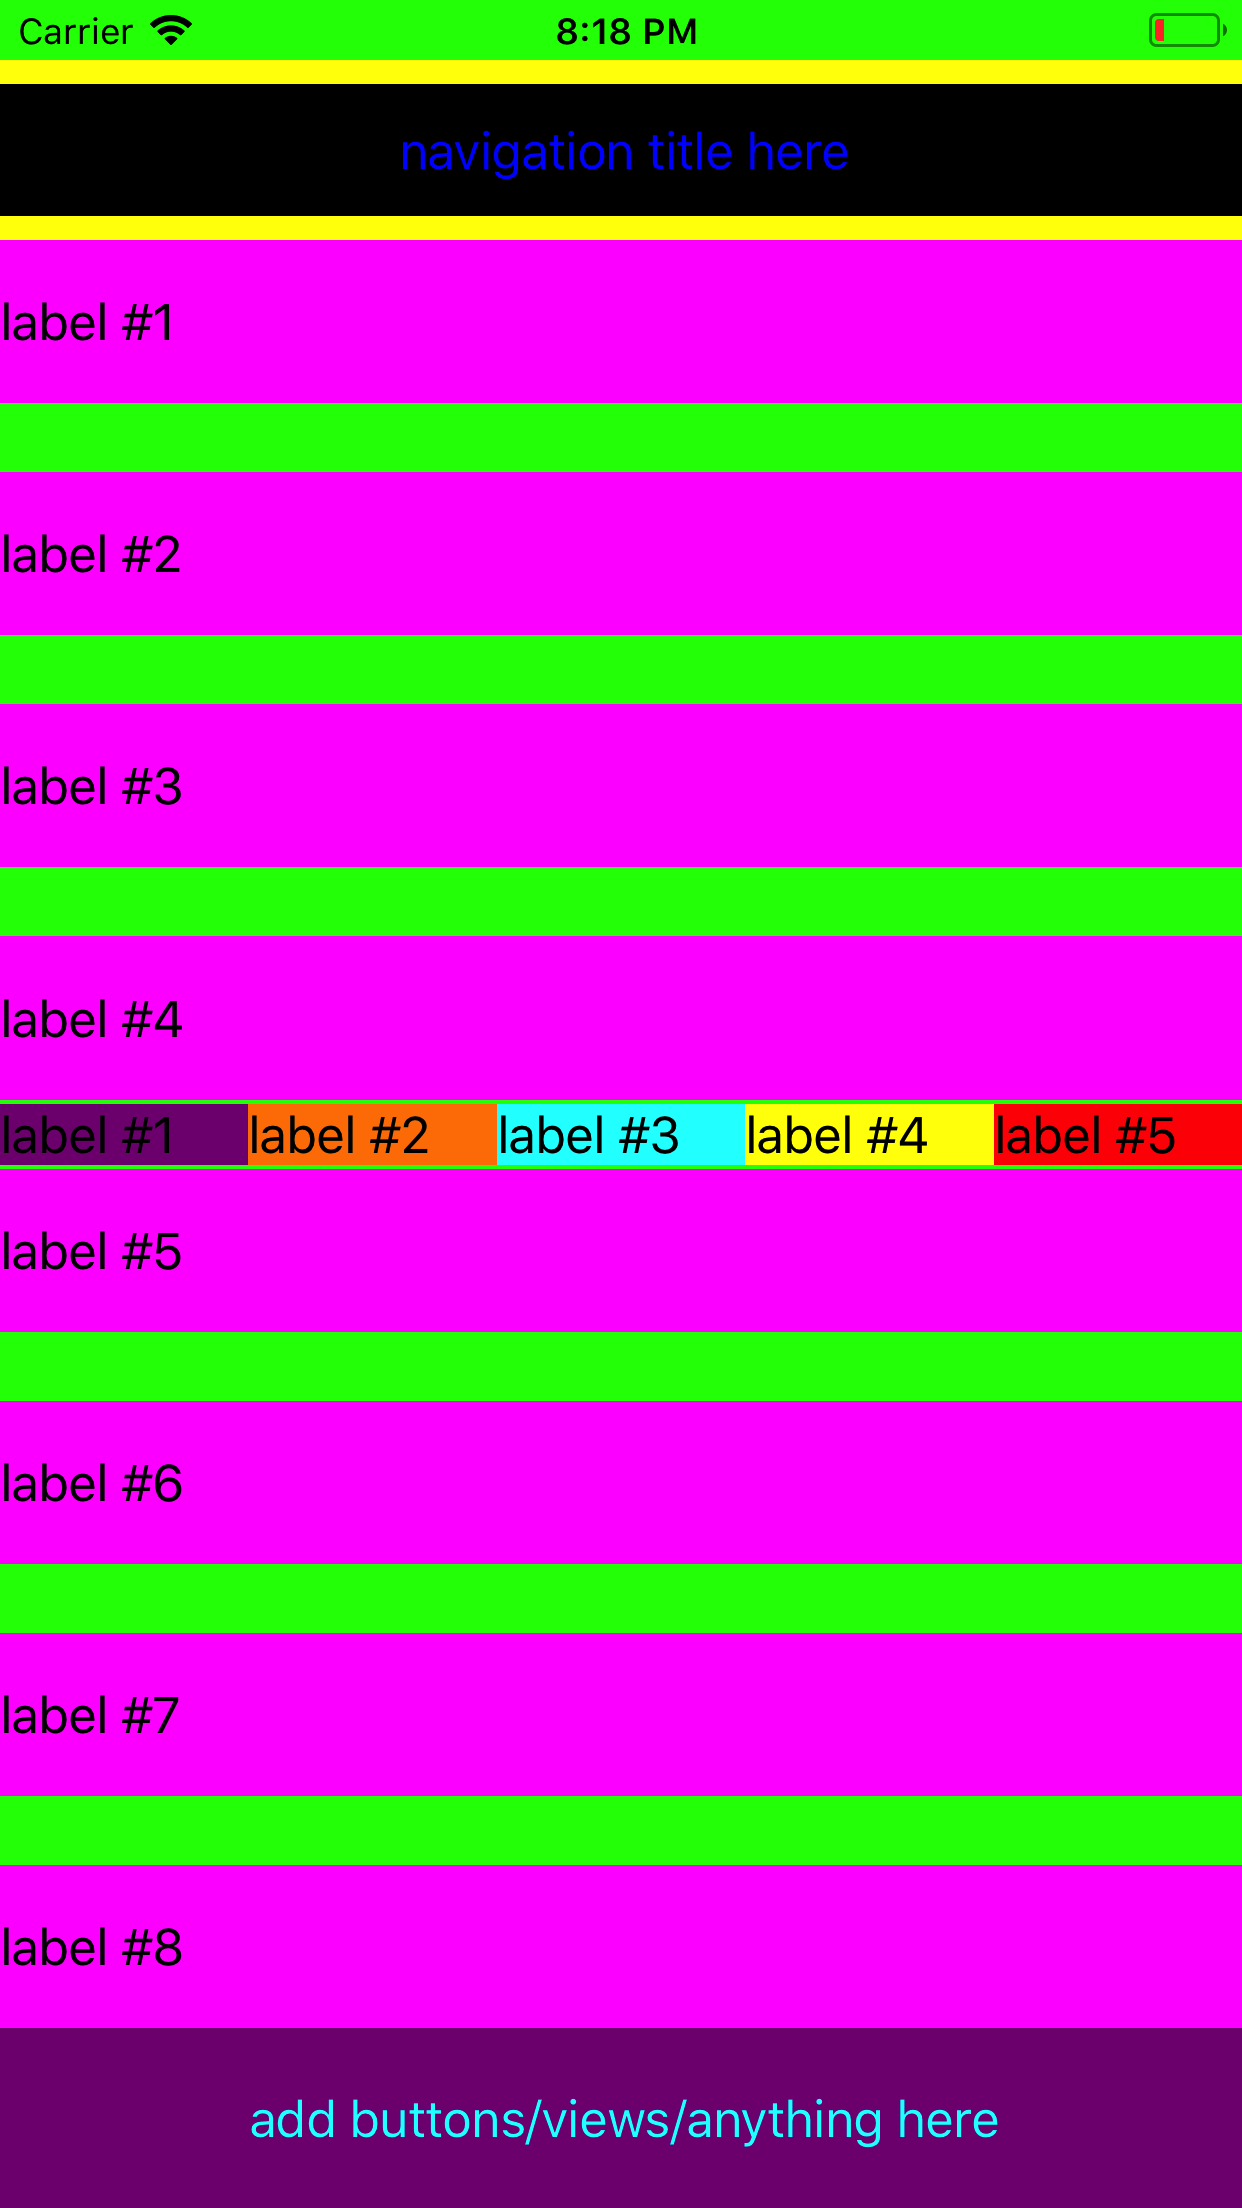 Carrier 8:18 PM
navigation title here
label #1
label #2
label #3
label #4
label #1 label #2 label #3 label #4 label #5
label #5
label #6
label #7
label #8
add buttons/views/anything here